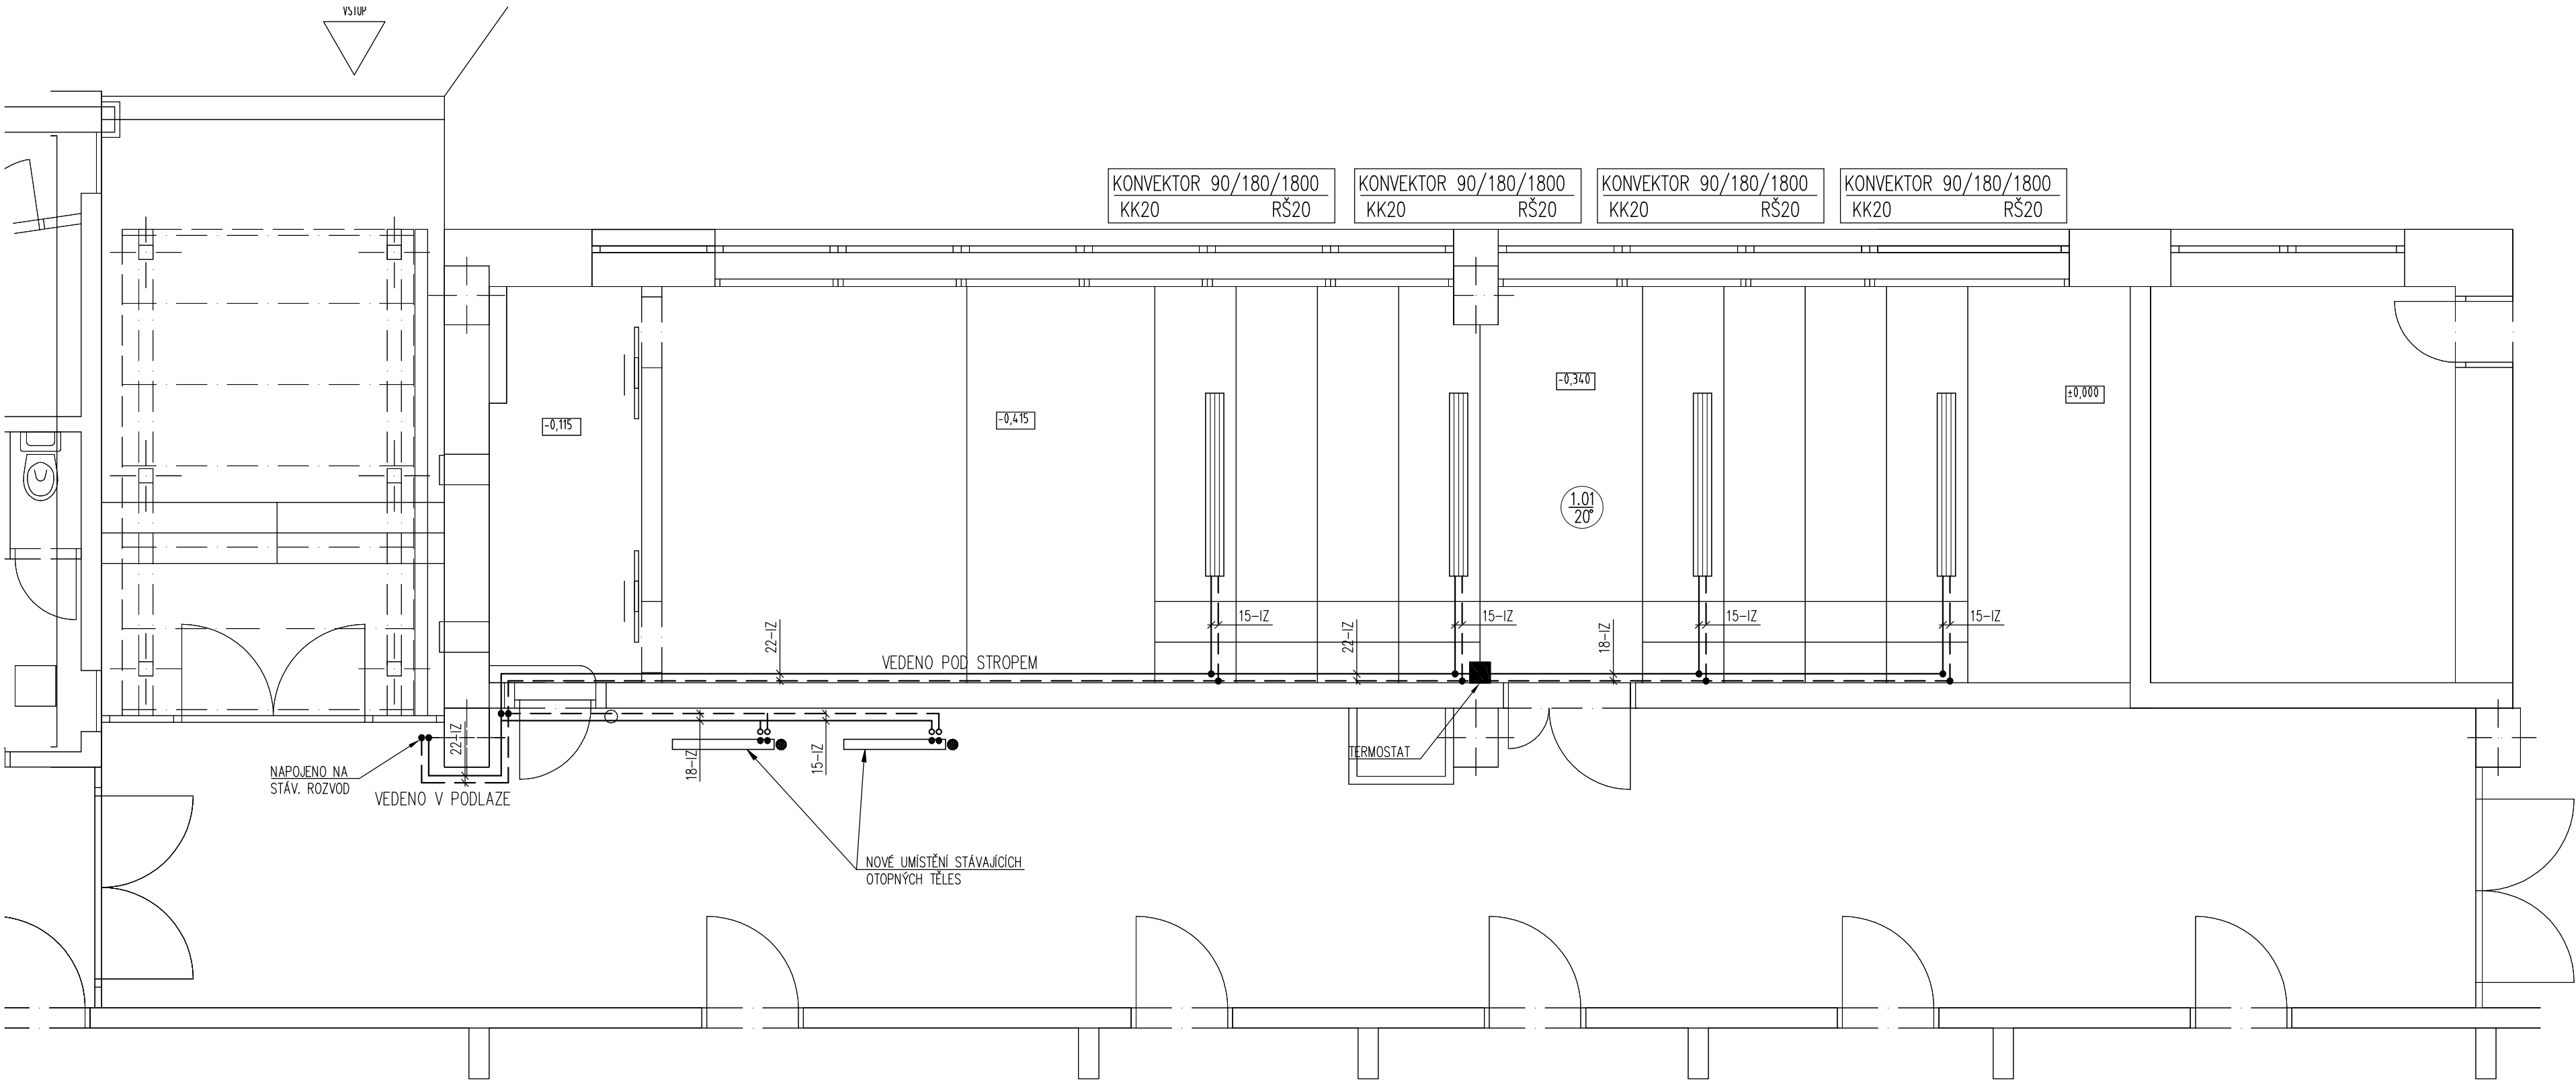 VSTUP
KONVEKTOR 90/180/1800
KK20 RŠ20
KONVEKTOR 90/180/1800
KK20 RŠ20
KONVEKTOR 90/180/1800
KK20 RŠ20
KONVEKTOR 90/180/1800
KK20 RŠ20
-0,115
-0,415
-0,340
±0,000
1.01
20°
15-IZ
15-IZ
15-IZ
15-IZ
22-IZ
22-IZ
18-IZ
VEDENO POD STROPEM
22-IZ
18-IZ
15-IZ
TERMOSTAT
NAPOJENO NA
STÁV. ROZVOD
VEDENO V PODLAZE
NOVÉ UMÍSTĚNÍ STÁVAJÍCÍCH
OTOPNÝCH TĚLES